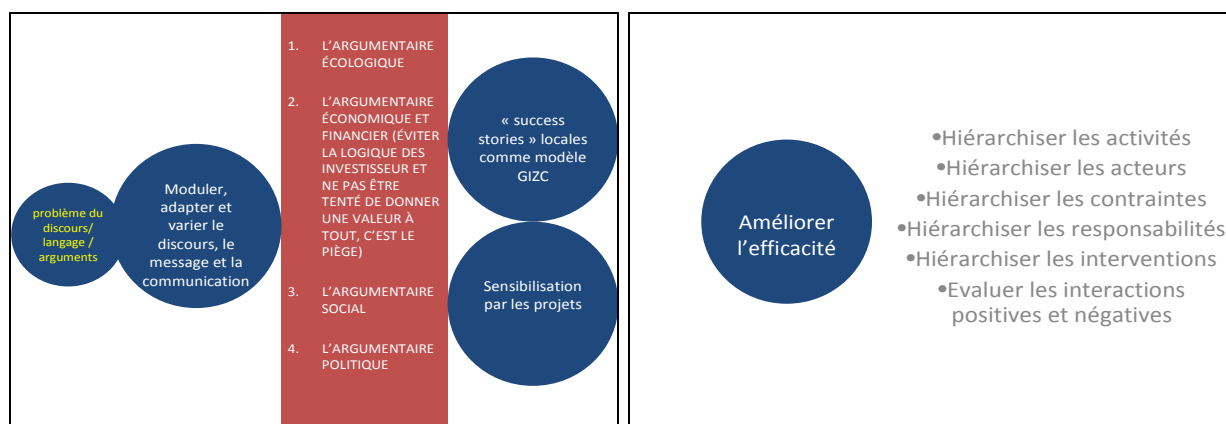 problème du
discours/
langage /
arguments
Moduler,
adapter et
varier le
discours, le
message et la
communication
1. L’ARGUMENTAIRE
ÉCOLOGIQUE
2. L’ARGUMENTAIRE
ÉCONOMIQUE ET
FINANCIER (ÉVITER
LA LOGIQUE DES
INVESTISSEUR ET
NE PAS ÊTRE
TENTÉ DE DONNER
UNE VALEUR À
TOUT, C’EST LE
PIÈGE)
3. L’ARGUMENTAIRE
SOCIAL
4. L’ARGUMENTAIRE
POLITIQUE
« success
stories » locales
comme modèle
GIZC
Sensibilisation
par les projets
Améliorer
l’efficacité
•Hiérarchiser les activités
•Hiérarchiser les acteurs
•Hiérarchiser les contraintes
•Hiérarchiser les responsabilités
•Hiérarchiser les interventions
•Evaluer les interactions
positives et négatives